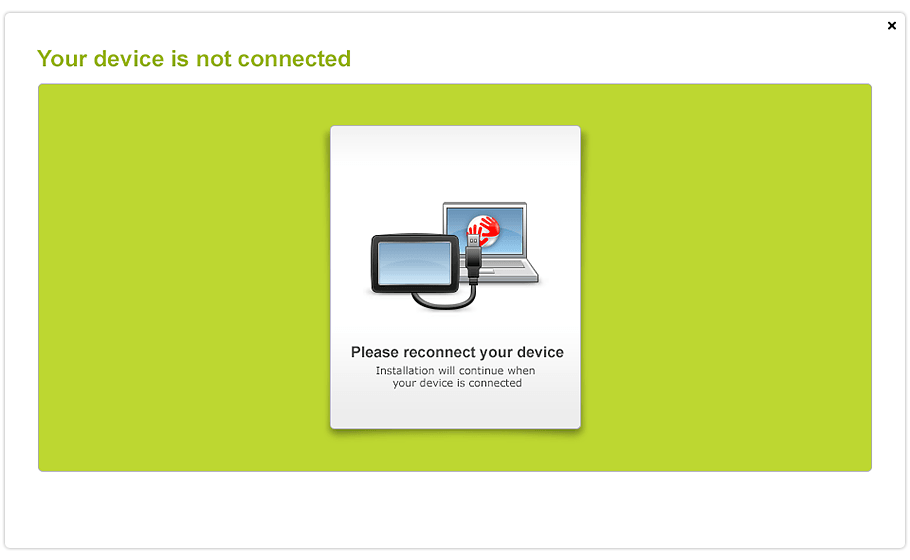 Your device is not connected
Please reconnect your device
Installation will continue when
your device is connected